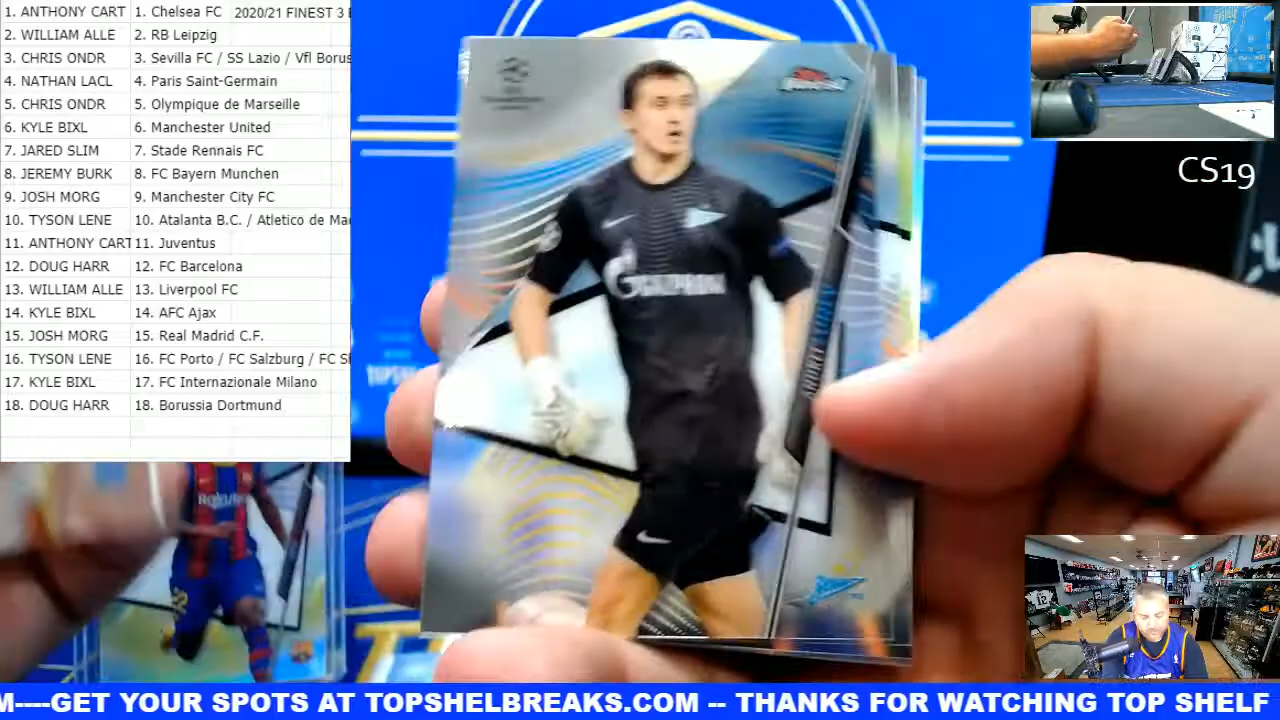 1. ANTHONY CART 1. Chelsea FC 2020/21 FINEST 3
2. WILLIAM ALLE 2. RB Leipzig
3. CHRIS ONDR 3. Sevilla FC / SS Lazio / Vfl Borus
4. NATHAN LACL 4. Paris Saint-Germain
5. CHRIS ONDR 5. Olympique de Marseille
6. KYLE BIXL 6. Manchester United
7. JARED SLIM 7. Stade Rennais FC
8. JEREMY BURK 8. FC Bayern Munchen
9. JOSH MORG 9. Manchester City FC
10. TYSON LENE 10. Atalanta B.C. / Atletico de Ma
11. ANTHONY CART 11. Juventus
12. DOUG HARR 12. FC Barcelona
13. WILLIAM ALLE 13. Liverpool FC
14. KYLE BIXL 14. AFC Ajax
15. JOSH MORG 15. Real Madrid C.F.
16. TYSON LENE 16. FC Porto / FC Salzburg / FC S
17. KYLE BIXL 17. FC Internazionale Milano
18. DOUG HARR 18. Borussia Dortmund
CS19
GAZPROM
ANDREY LUNEV
Rakuten
M----GET YOUR SPOTS AT TOPSHELBREAKS.COM -- THANKS FOR WATCHING TOP SHELF